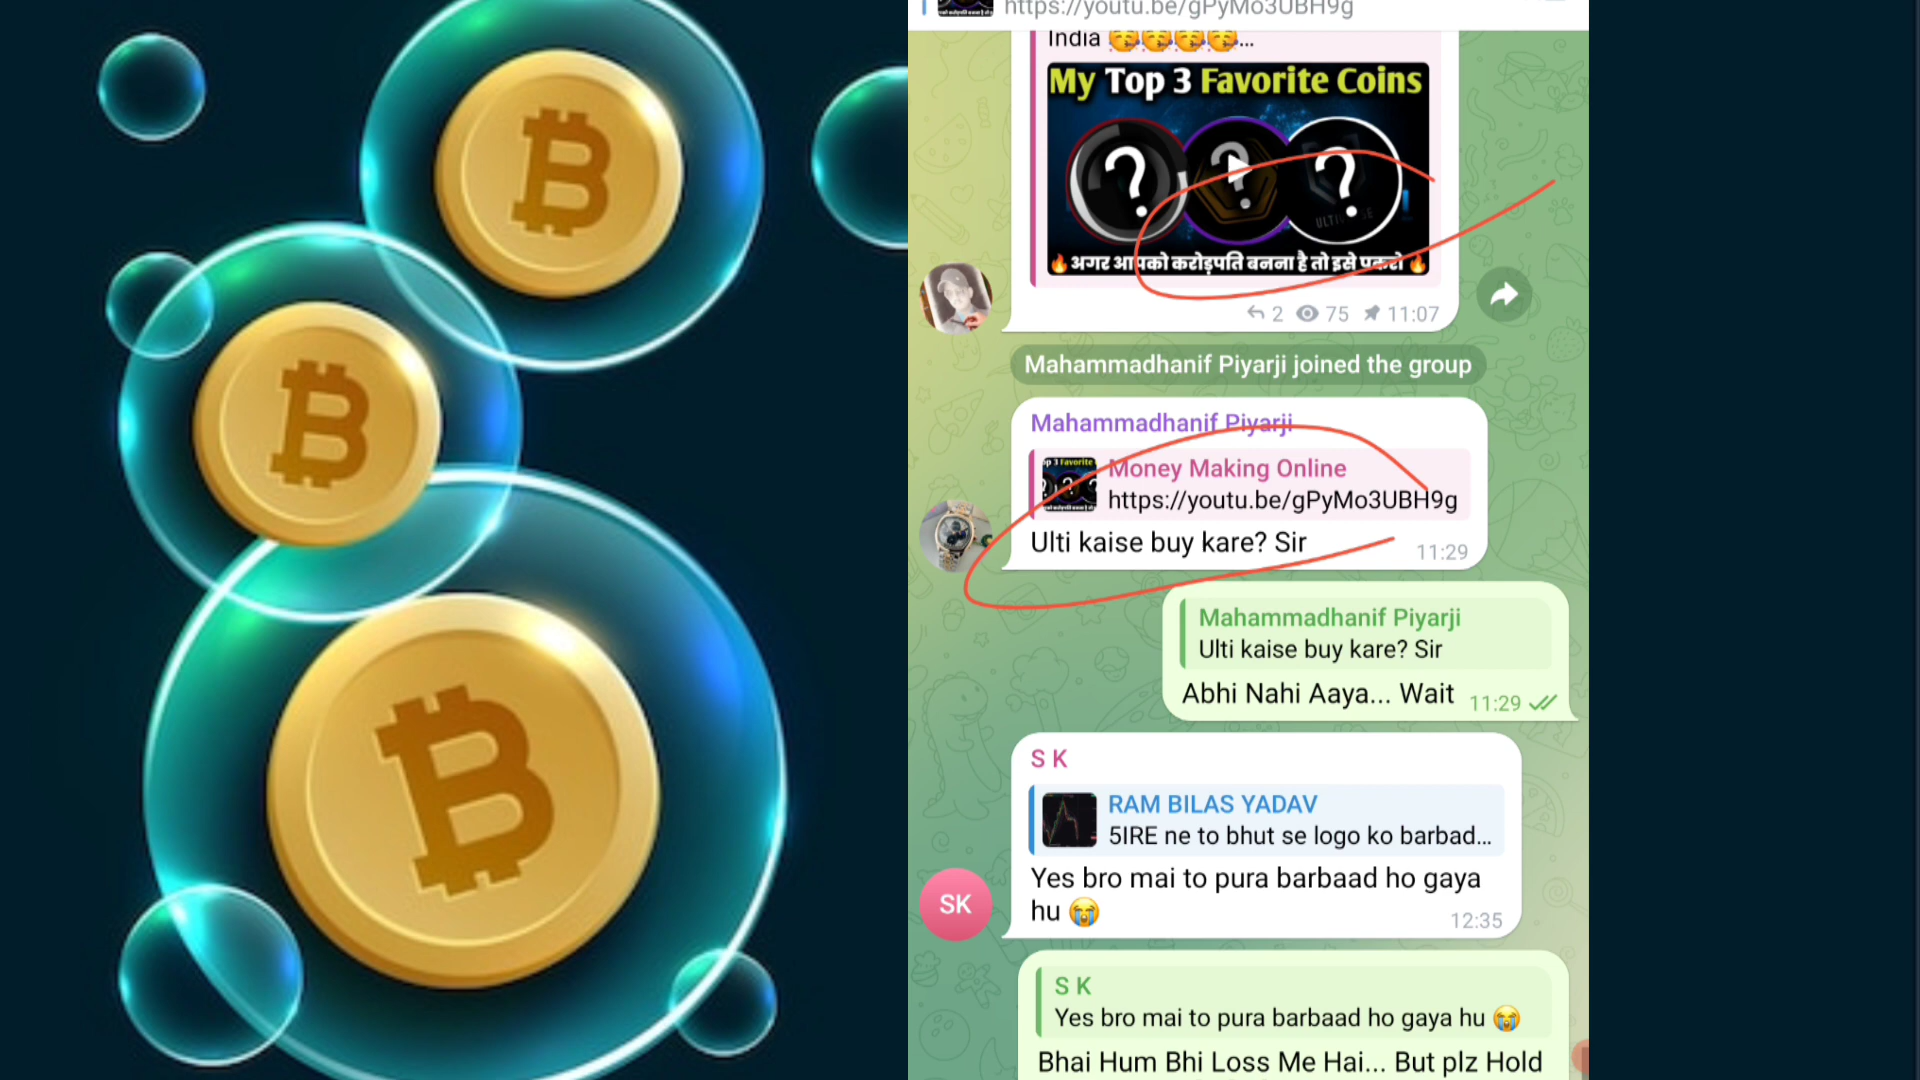 https://youtu.be/gPyMo3UBH9g
India 🥳🥳🥳🥳...
My Top 3 Favorite Coins
? ? ?
🔥अगर आपको करोड़पति बनना है तो इसे पकरो🔥
2 75 11:07
Mahammadhanif Piyarji joined the group
Mahammadhanif Piyarji
Money Making Online
https://youtu.be/gPyMo3UBH9g
Ulti kaise buy kare? Sir
11:29
Mahammadhanif Piyarji
Ulti kaise buy kare? Sir
Abhi Nahi Aaya... Wait 11:29
S K
RAM BILAS YADAV
5IRE ne to bhut se logo ko barbad...
Yes bro mai to pura barbaad ho gaya
hu 😭
12:35
SK
S K
Yes bro mai to pura barbaad ho gaya hu 😭
Bhai Hum Bhi Loss Me Hai... But plz Hold